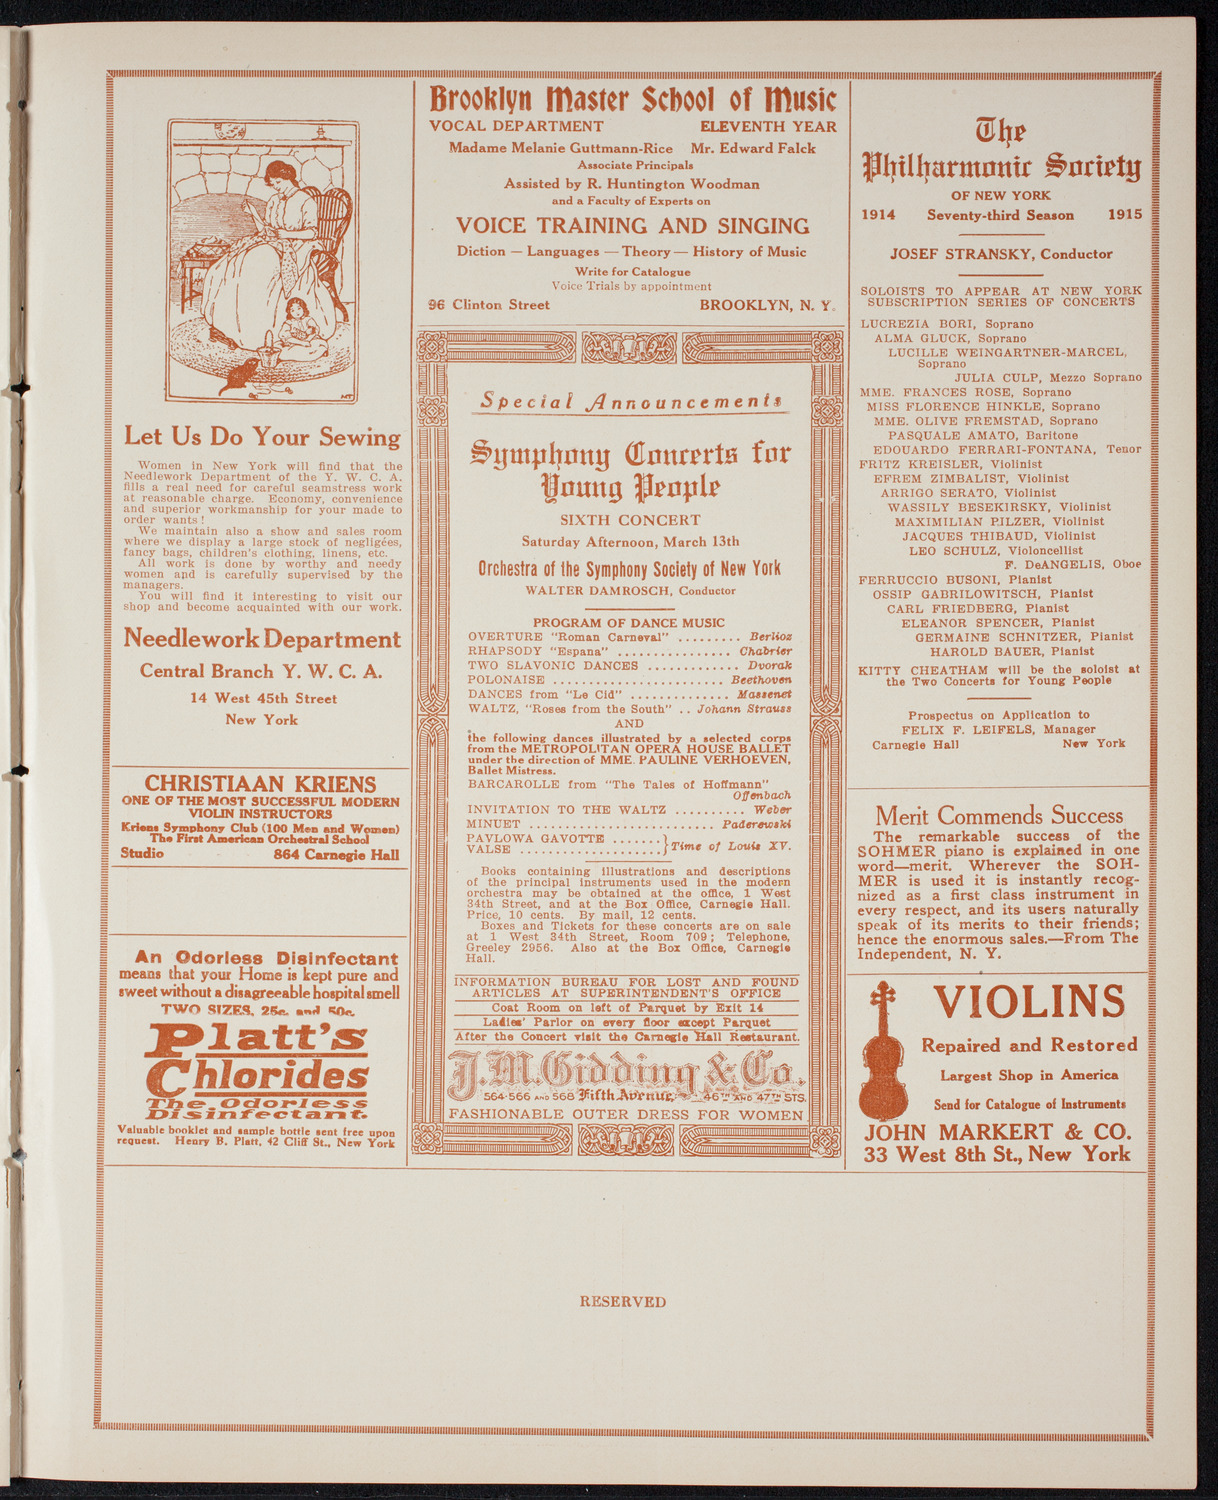 Let Us Do Your Sewing
Women in New York will find that the
Needlework Department of the Y. W. C. A.
fills a real need for careful seamstress work
at reasonable charge. Economy, convenience
and superior workmanship for your made to
order wants!
We maintain also a show and sales room
where we display a large stock of negligées,
fancy bags, children's clothing, linens, etc.
All work is done by worthy and needy
women and is carefully supervised by the
managers.
You will find it interesting to visit our
shop and become acquainted with our work.
Needlework Department
Central Branch Y. W. C. A.
14 West 45th Street
New York
CHRISTIAAN KRIENS
ONE OF THE MOST SUCCESSFUL MODERN
VIOLIN INSTRUCTORS
Kriens Symphony Club (100 Men and Women)
The First American Orchestral School
Studio 864 Carnegie Hall
An Odorless Disinfectant
means that your Home is kept pure and
sweet without a disagreeable hospital smell
TWO SIZES, 25c. and 50c.
Platt's
Chlorides
The Odorless
Disinfectant.
Valuable booklet and sample bottle sent free upon
request. Henry B. Platt, 42 Cliff St., New York
Brooklyn Master School of Music
VOCAL DEPARTMENT ELEVENTH YEAR
Madame Melanie Guttmann-Rice Mr. Edward Falck
Associate Principals
Assisted by R. Huntington Woodman
and a Faculty of Experts on
VOICE TRAINING AND SINGING
Diction — Languages — Theory — History of Music
Write for Catalogue
Voice Trials by appointment
96 Clinton Street BROOKLYN, N. Y.
Special Announcements
Symphony Concerts for
Young People
SIXTH CONCERT
Saturday Afternoon, March 13th
Orchestra of the Symphony Society of New York
WALTER DAMROSCH, Conductor
PROGRAM OF DANCE MUSIC
OVERTURE "Roman Carneval" ......... Berlioz
RHAPSODY "Espana" ................ Chabrier
TWO SLAVONIC DANCES ............. Dvorak
POLONAISE ........................ Beethoven
DANCES from "Le Cid" .............. Massenet
WALTZ, "Roses from the South" .. Johann Strauss
AND
the following dances illustrated by a selected corps
from the METROPOLITAN OPERA HOUSE BALLET
under the direction of MME. PAULINE VERHOEVEN,
Ballet Mistress.
BARCAROLLE from "The Tales of Hoffmann"
Offenbach
INVITATION TO THE WALTZ .......... Weber
MINUET .......................... Paderewski
PAVLOWA GAVOTTE .......}
VALSE ....................} Time of Louis XV.
Books containing illustrations and descriptions
of the principal instruments used in the modern
orchestra may be obtained at the office, 1 West
34th Street, and at the Box Office, Carnegie Hall.
Price, 10 cents. By mail, 12 cents.
Boxes and Tickets for these concerts are on sale
at 1 West 34th Street, Room 709; Telephone,
Greeley 2956. Also at the Box Office, Carnegie
Hall.
INFORMATION BUREAU FOR LOST AND FOUND
ARTICLES AT SUPERINTENDENT'S OFFICE
Coat Room on left of Parquet by Exit 14
Ladies' Parlor on every floor except Parquet
After the Concert visit the Carnegie Hall Restaurant.
J. M. Gidding & Co.
564-566 AND 568 Fifth Avenue, 46TH AND 47TH STS.
FASHIONABLE OUTER DRESS FOR WOMEN
The
Philharmonic Society
OF NEW YORK
1914 Seventy-third Season 1915
JOSEF STRANSKY, Conductor
SOLOISTS TO APPEAR AT NEW YORK
SUBSCRIPTION SERIES OF CONCERTS
LUCREZIA BORI, Soprano
ALMA GLUCK, Soprano
LUCILLE WEINGARTNER-MARCEL,
Soprano
JULIA CULP, Mezzo Soprano
MME. FRANCES ROSE, Soprano
MISS FLORENCE HINKLE, Soprano
MME. OLIVE FREMSTAD, Soprano
PASQUALE AMATO, Baritone
EDOUARDO FERRARI-FONTANA, Tenor
FRITZ KREISLER, Violinist
EFREM ZIMBALIST, Violinist
ARRIGO SERATO, Violinist
WASSILY BESEKIRSKY, Violinist
MAXIMILIAN PILZER, Violinist
JACQUES THIBAUD, Violinist
LEO SCHULZ, Violoncellist
F. DeANGELIS, Oboe
FERRUCCIO BUSONI, Pianist
OSSIP GABRILOWITSCH, Pianist
CARL FRIEDBERG, Pianist
ELEANOR SPENCER, Pianist
GERMAINE SCHNITZER, Pianist
HAROLD BAUER, Pianist
KITTY CHEATHAM will be the soloist at
the Two Concerts for Young People
Prospectus on Application to
FELIX F. LEIFELS, Manager
Carnegie Hall New York
Merit Commends Success
The remarkable success of the
SOHMER piano is explained in one
word—merit. Wherever the SOH-
MER is used it is instantly recog-
nized as a first class instrument in
every respect, and its users naturally
speak of its merits to their friends;
hence the enormous sales.—From The
Independent, N. Y.
VIOLINS
Repaired and Restored
Largest Shop in America
Send for Catalogue of Instruments
JOHN MARKERT & CO.
33 West 8th St., New York
RESERVED